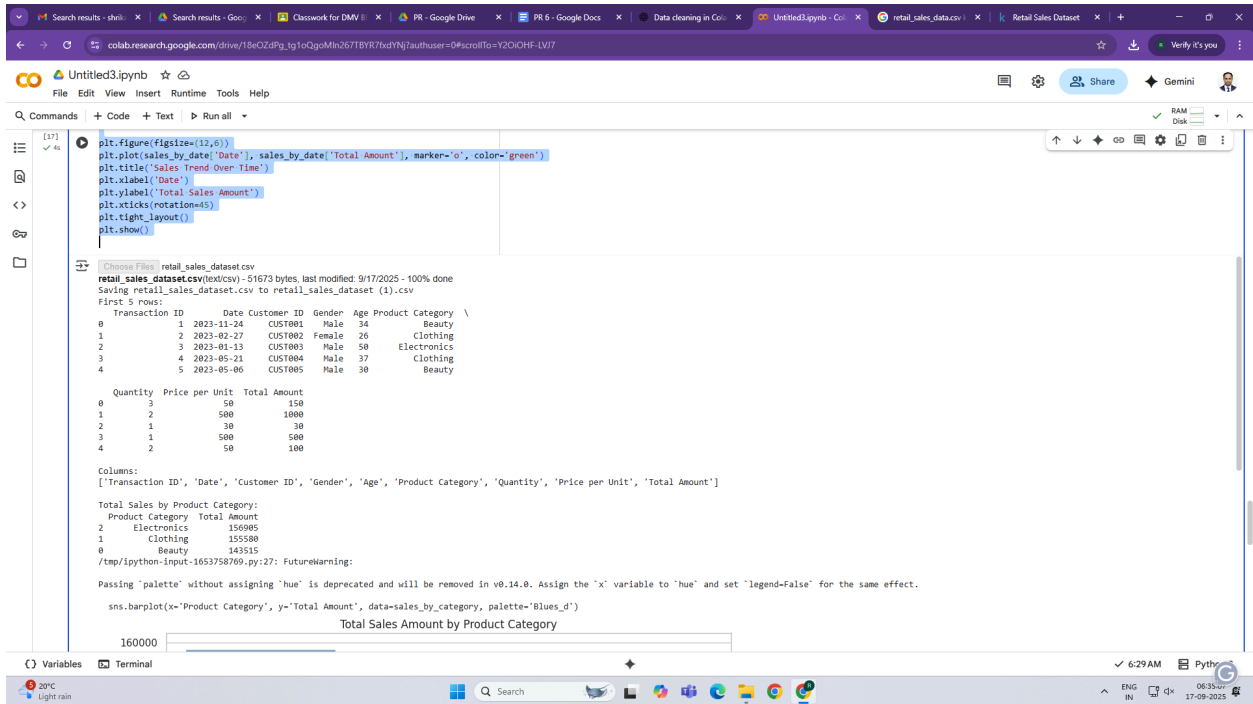 Search results - shrik
Search results - Goog
Classwork for DMV B
PR - Google Drive
PR 6 - Google Docs
Data cleaning in Cola
Untitled3.ipynb - Col
retail_sales_data.csv
Retail Sales Dataset
colab.research.google.com/drive/18eOZdPg_tg1oQgoMIn267TBYR7fxdYNj?authuser=0#scrollTo=Y2OiOHF-LVJ7
Verify it's you
Untitled3.ipynb
File Edit View Insert Runtime Tools Help
Share
Gemini
Commands + Code + Text Run all
RAM
Disk
[17]
4s
plt.figure(figsize=(12,6))
plt.plot(sales_by_date['Date'], sales_by_date['Total Amount'], marker='o', color='green')
plt.title('Sales Trend Over Time')
plt.xlabel('Date')
plt.ylabel('Total Sales Amount')
plt.xticks(rotation=45)
plt.tight_layout()
plt.show()
Choose Files retail_sales_dataset.csv
retail_sales_dataset.csv(text/csv) - 51673 bytes, last modified: 9/17/2025 - 100% done
Saving retail_sales_dataset.csv to retail_sales_dataset (1).csv
First 5 rows:
Transaction ID Date Customer ID Gender Age Product Category \
0 1 2023-11-24 CUST001 Male 34 Beauty
1 2 2023-02-27 CUST002 Female 26 Clothing
2 3 2023-01-13 CUST003 Male 50 Electronics
3 4 2023-05-21 CUST004 Male 37 Clothing
4 5 2023-05-06 CUST005 Male 30 Beauty
Quantity Price per Unit Total Amount
0 3 50 150
1 2 500 1000
2 1 30 30
3 1 500 500
4 2 50 100
Columns:
['Transaction ID', 'Date', 'Customer ID', 'Gender', 'Age', 'Product Category', 'Quantity', 'Price per Unit', 'Total Amount']
Total Sales by Product Category:
Product Category Total Amount
2 Electronics 156905
1 Clothing 155580
0 Beauty 143515
/tmp/ipython-input-1653758769.py:27: FutureWarning:
Passing `palette` without assigning `hue` is deprecated and will be removed in v0.14.0. Assign the `x` variable to `hue` and set `legend=False` for the same effect.
sns.barplot(x='Product Category', y='Total Amount', data=sales_by_category, palette='Blues_d')
Total Sales Amount by Product Category
160000
Variables Terminal
6:29 AM
5
20°C
Light rain
Search
ENG
IN
06:35:07
17-09-2025